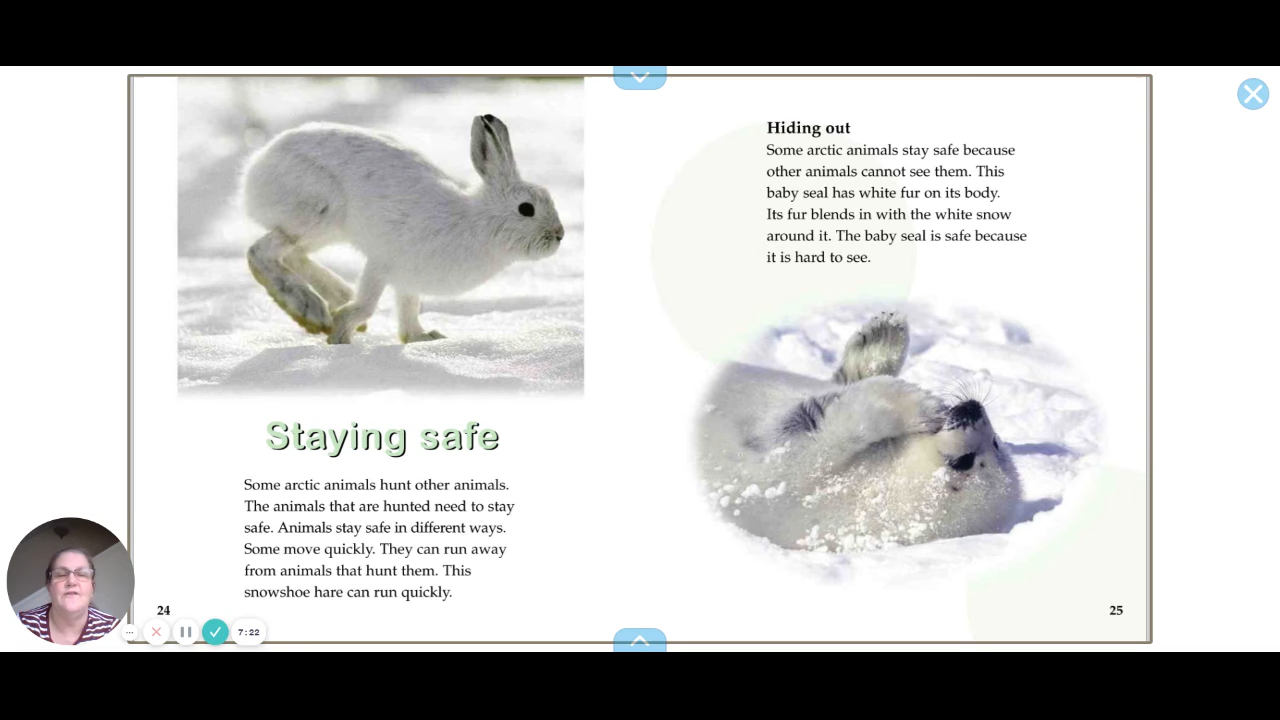 Staying safe
Some arctic animals hunt other animals.
The animals that are hunted need to stay
safe. Animals stay safe in different ways.
Some move quickly. They can run away
from animals that hunt them. This
snowshoe hare can run quickly.
24
Hiding out
Some arctic animals stay safe because
other animals cannot see them. This
baby seal has white fur on its body.
Its fur blends in with the white snow
around it. The baby seal is safe because
it is hard to see.
25
7:22